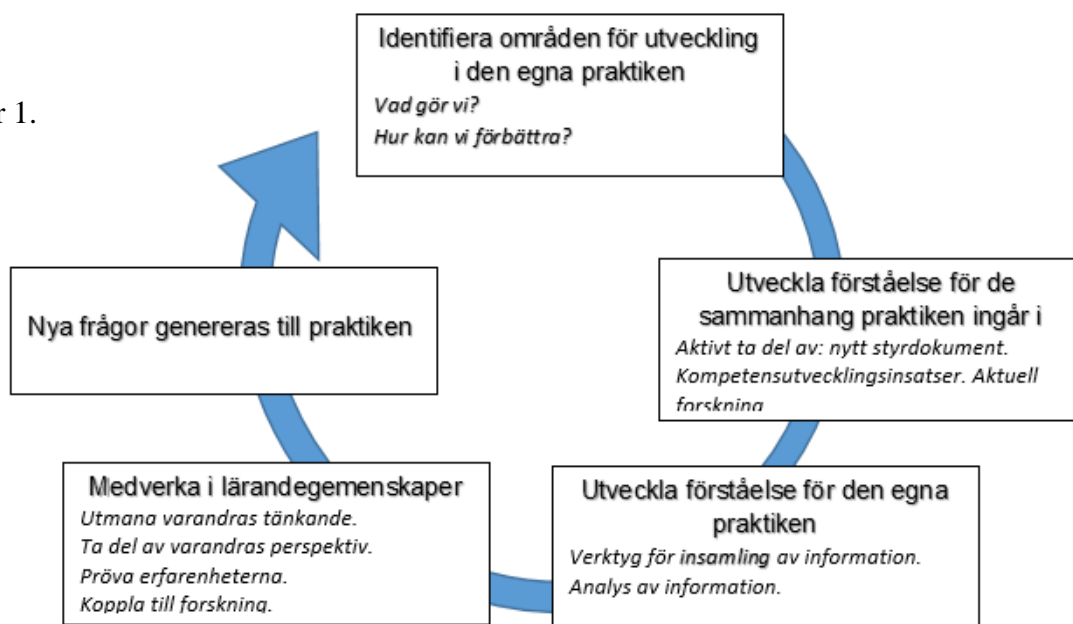 r 1.
Identifiera områden för utveckling
i den egna praktiken
Vad gör vi?
Hur kan vi förbättra?
Utveckla förståelse för de
sammanhang praktiken ingår i
Aktivt ta del av: nytt styrdokument.
Kompetensutvecklingsinsatser. Aktuell
forskning
Utveckla förståelse för den egna
praktiken
Verktyg för insamling av information.
Analys av information.
Medverka i lärandegemenskaper
Utmana varandras tänkande.
Ta del av varandras perspektiv.
Pröva erfarenheterna.
Koppla till forskning.
Nya frågor genereras till praktiken